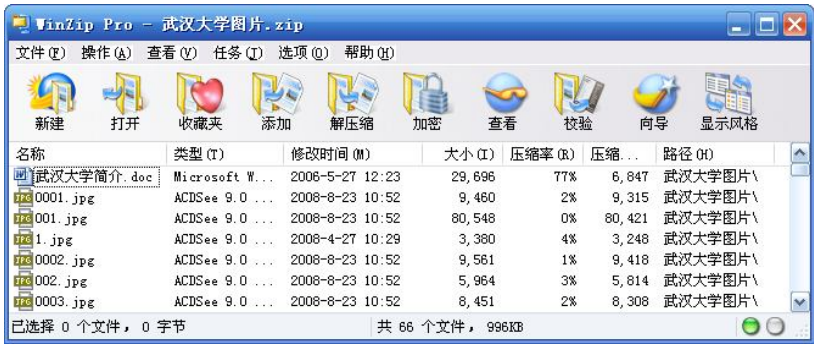 WinZip Pro - 武汉大学图片.zip
文件(F) 操作(A) 查看(V) 任务(T) 选项(O) 帮助(H)
新建 打开 收藏夹 添加 解压缩 加密 查看 校验 向导 显示风格
名称 类型(T) 修改时间(M) 大小(I) 压缩率(R) 压缩... 路径(H)
武汉大学简介.doc Microsoft W... 2006-5-27 12:23 29,696 77% 6,847 武汉大学图片\
0001.jpg ACDSee 9.0 ... 2008-8-23 10:52 9,460 2% 9,315 武汉大学图片\
001.jpg ACDSee 9.0 ... 2008-8-23 10:52 80,548 0% 80,421 武汉大学图片\
1.jpg ACDSee 9.0 ... 2008-4-27 10:29 3,380 4% 3,248 武汉大学图片\
0002.jpg ACDSee 9.0 ... 2008-8-23 10:52 9,561 1% 9,418 武汉大学图片\
002.jpg ACDSee 9.0 ... 2008-8-23 10:52 5,964 3% 5,814 武汉大学图片\
0003.jpg ACDSee 9.0 ... 2008-8-23 10:52 8,451 2% 8,308 武汉大学图片\
已选择 0 个文件, 0 字节 共 66 个文件, 996KB